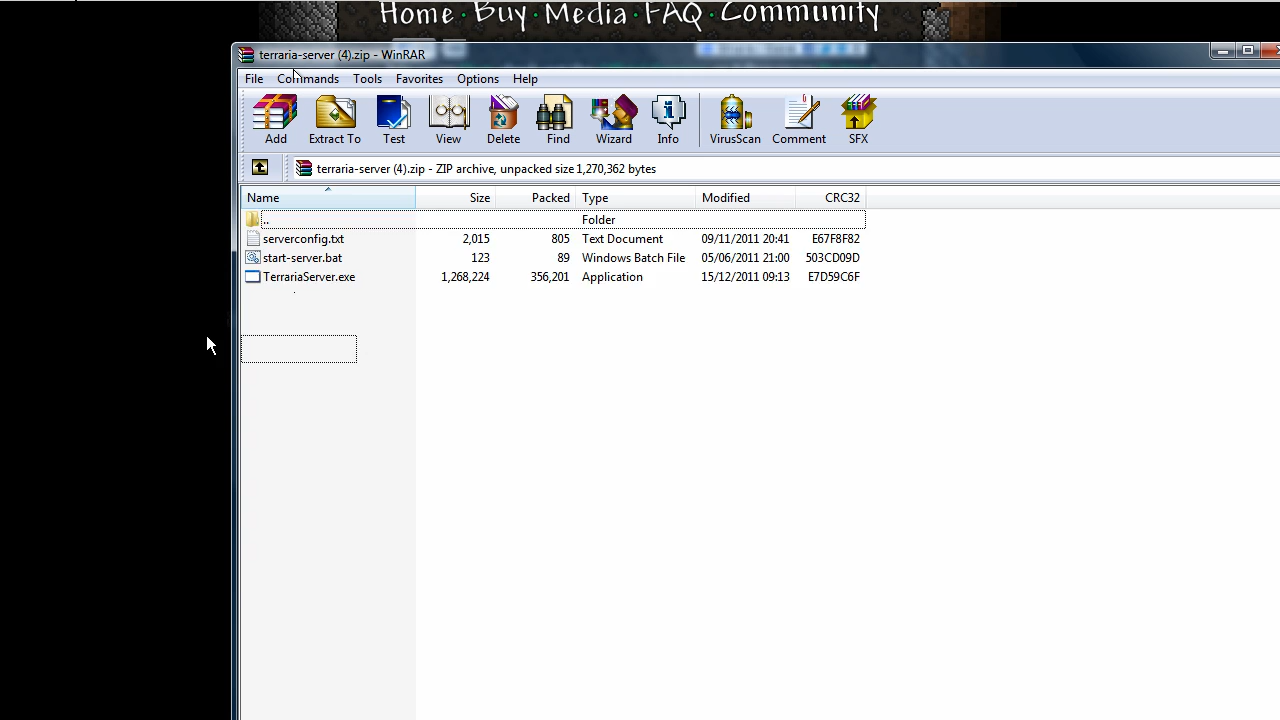 Home · Buy · Media · FAQ · Community
terraria-server (4).zip - WinRAR
File Commands Tools Favorites Options Help
Add Extract To Test View Delete Find Wizard Info VirusScan Comment SFX
terraria-server (4).zip - ZIP archive, unpacked size 1,270,362 bytes
Name Size Packed Type Modified CRC32
.. Folder
serverconfig.txt 2,015 805 Text Document 09/11/2011 20:41 E67F8F82
start-server.bat 123 89 Windows Batch File 05/06/2011 21:00 503CD09D
TerrariaServer.exe 1,268,224 356,201 Application 15/12/2011 09:13 E7D59C6F